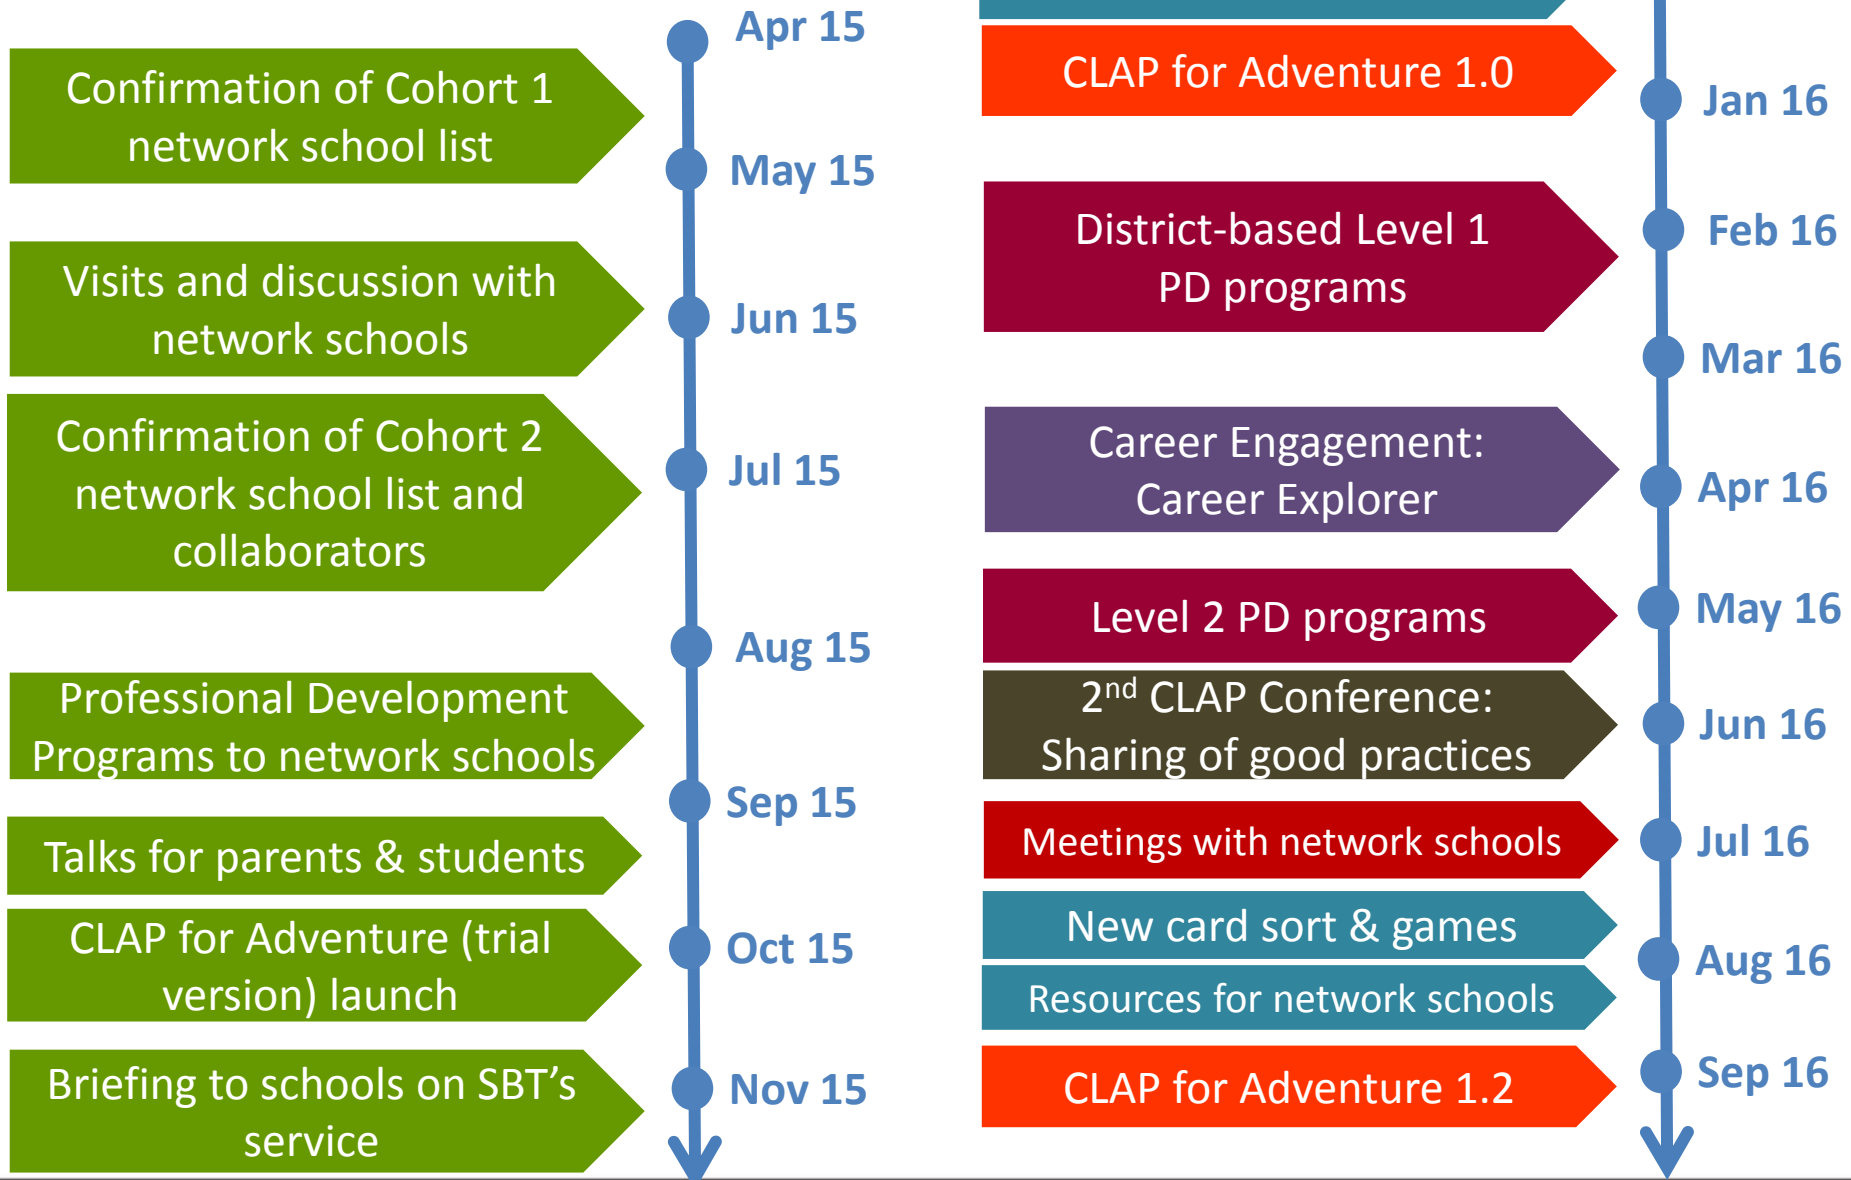 Apr 15
Confirmation of Cohort 1
network school list
May 15
Visits and discussion with
network schools
Jun 15
Confirmation of Cohort 2
network school list and
collaborators
Jul 15
Aug 15
Professional Development
Programs to network schools
Sep 15
Talks for parents & students
CLAP for Adventure (trial
version) launch
Oct 15
Briefing to schools on SBT’s
service
Nov 15
CLAP for Adventure 1.0
Jan 16
District-based Level 1
PD programs
Feb 16
Mar 16
Career Engagement:
Career Explorer
Apr 16
Level 2 PD programs
May 16
2nd CLAP Conference:
Sharing of good practices
Jun 16
Meetings with network schools
Jul 16
New card sort & games
Aug 16
Resources for network schools
CLAP for Adventure 1.2
Sep 16